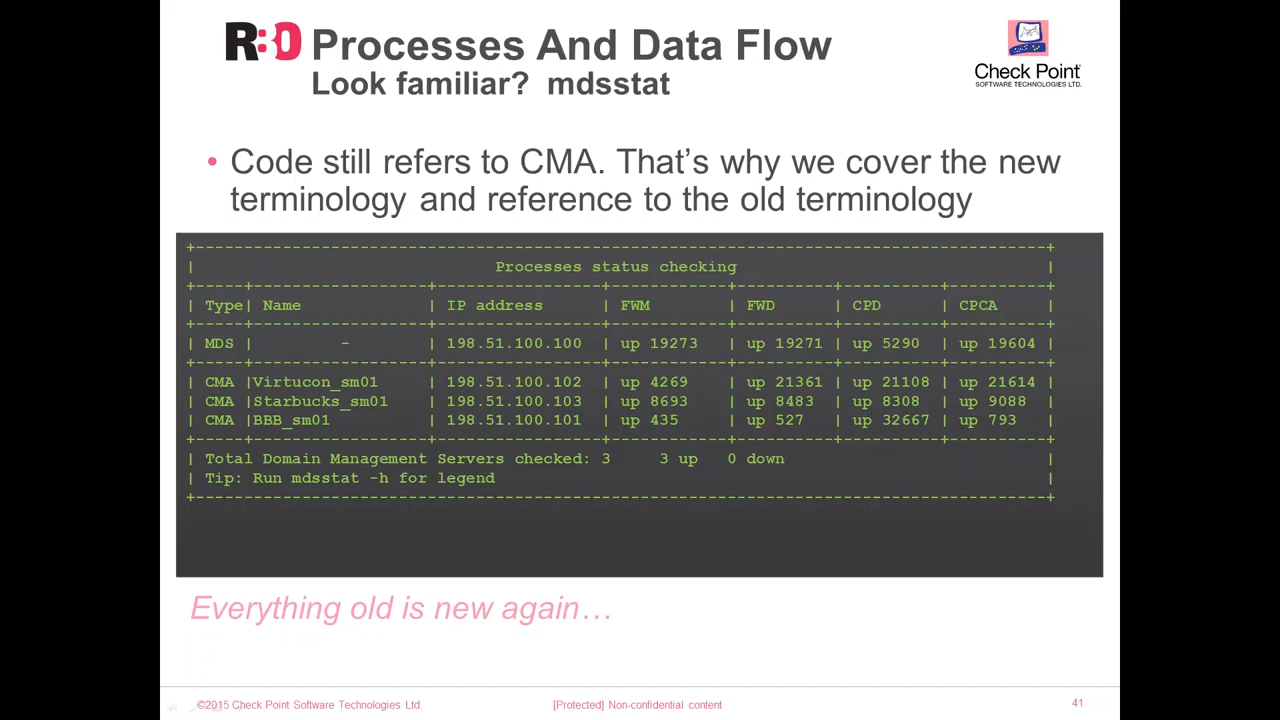 R80 Processes And Data Flow
Look familiar?  mdsstat
Check Point
SOFTWARE TECHNOLOGIES LTD.
• Code still refers to CMA. That’s why we cover the new
terminology and reference to the old terminology
+----------------------------------------------------------------------------------------+
|                               Processes status checking                                |
+-----+------------------+-----------------+------------+----------+----------+----------+
| Type| Name             | IP address      | FWM        | FWD      | CPD      | CPCA     |
+-----+------------------+-----------------+------------+----------+----------+----------+
| MDS |         -        | 198.51.100.100  | up 19273   | up 19271 | up 5290  | up 19604 |
+-----+------------------+-----------------+------------+----------+----------+----------+
| CMA |Virtucon_sm01     | 198.51.100.102  | up 4269    | up 21361 | up 21108 | up 21614 |
| CMA |Starbucks_sm01    | 198.51.100.103  | up 8693    | up 8483  | up 8308  | up 9088  |
| CMA |BBB_sm01          | 198.51.100.101  | up 435     | up 527   | up 32667 | up 793   |
+-----+------------------+-----------------+------------+----------+----------+----------+
| Total Domain Management Servers checked: 3     3 up   0 down                           |
| Tip: Run mdsstat -h for legend                                                         |
+----------------------------------------------------------------------------------------+
Everything old is new again…
©2015 Check Point Software Technologies Ltd.
[Protected] Non-confidential content
41